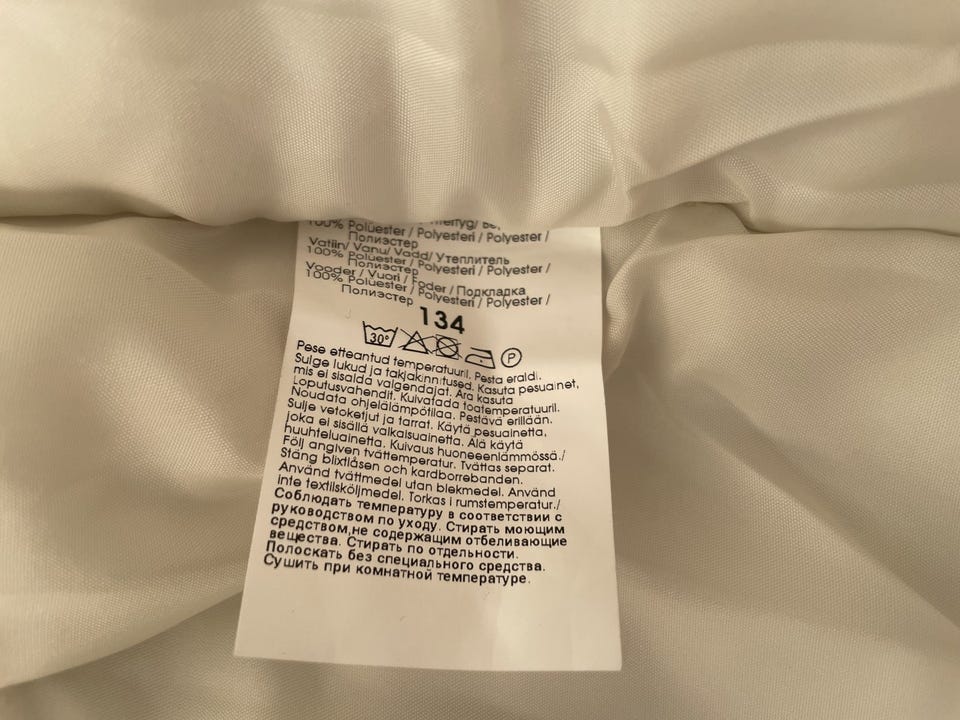 100% Polüester / Polyesteri / Polyester /
Полиэстер
Vatiin/ Vanu/ Vadd/ Утеплитель
100% Polüester / Polyesteri / Polyester /
Полиэстер
Vooder / Vuori / Foder / Подкладка
100% Polüester / Polyesteri / Polyester /
Полиэстер
134
30° P
Pese etteantud temperatuuril. Pesta eraldi.
Sulge lukud ja takjakinnitused. Kasuta pesuainet,
mis ei sisalda valgendajat. Ära kasuta
Loputusvahendit. Kuivatada toatemperatuuril.
Noudata ohjelälämpötilaa. Pestävä erillään.
Sulje vetoketjut ja tarrat. Käytä pesuainetta,
joka ei sisällä valkaisuainetta. Älä käytä
huuhteluainetta. Kuivaus huoneeenlämmössä./
Följ angiven tvättemperatur. Tvättas separat.
Stäng blixtlåsen och kardborrebanden.
Använd tvättmedel utan blekmedel. Använd
inte textilsköljmedel. Torkas i rumstemperatur./
Соблюдать температуру в соответствии с
руководством по уходу. Стирать моющим
средством,не содержащим отбеливающие
вещества. Стирать по отдельности.
Полоскать без специального средства.
Сушить при комнатной температуре.